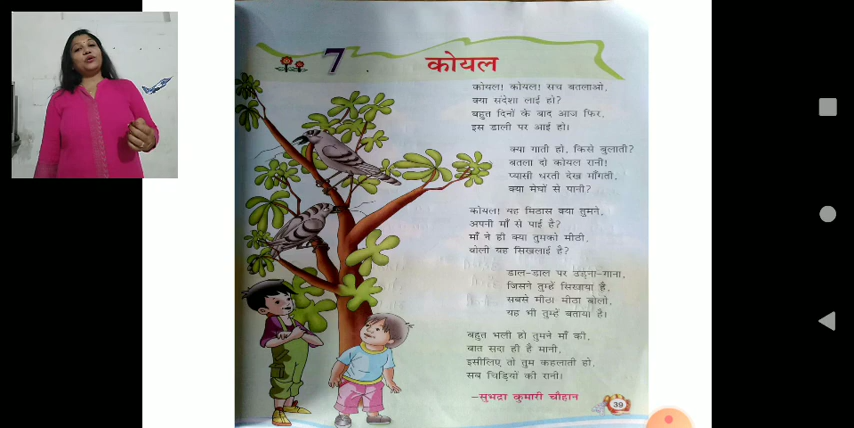 7
कोयल
कोयल! कोयल! सच बतलाओ,
क्या संदेशा लाई हो?
बहुत दिनों के बाद आज फिर,
इस डाली पर आई हो।
क्या गाती हो, किसे बुलाती?
बतला दो कोयल रानी!
प्यासी धरती देख माँगती,
क्या मेघों से पानी?
कोयल! यह मिठास क्या तुमने,
अपनी माँ से पाई है?
माँ ने ही क्या तुमको मीठी,
बोली यह सिखलाई है?
डाल-डाल पर उड़ना-गाना,
जिसने तुम्हें सिखाया है,
सबसे मीठा मीठा बोलो,
यह भी तुम्हें बताया है।
बहुत भली हो तुमने माँ की,
बात सदा ही है मानी,
इसीलिए तो तुम कहलाती हो,
सब चिड़ियों की रानी।
–सुभद्रा कुमारी चौहान
39